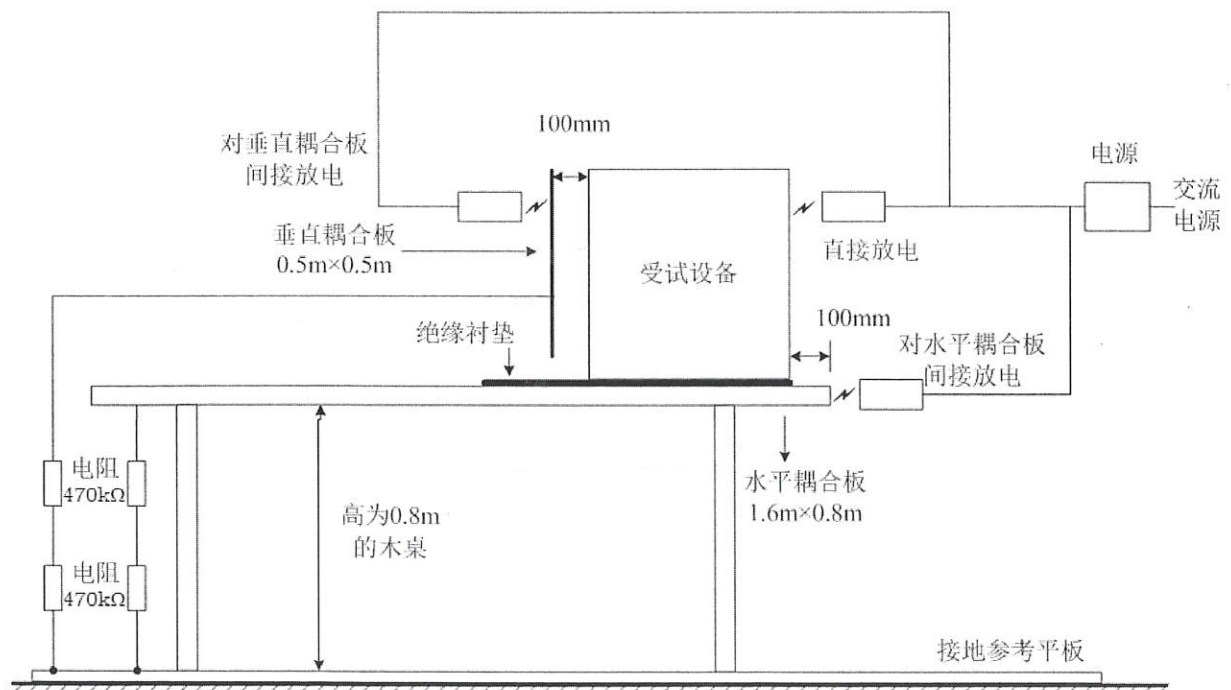 100mm
对垂直耦合板
间接放电
电源
交流
电源
垂直耦合板
0.5m×0.5m
直接放电
受试设备
100mm
绝缘衬垫
对水平耦合板
间接放电
电阻
470kΩ
水平耦合板
1.6m×0.8m
高为0.8m
的木桌
电阻
470kΩ
接地参考平板